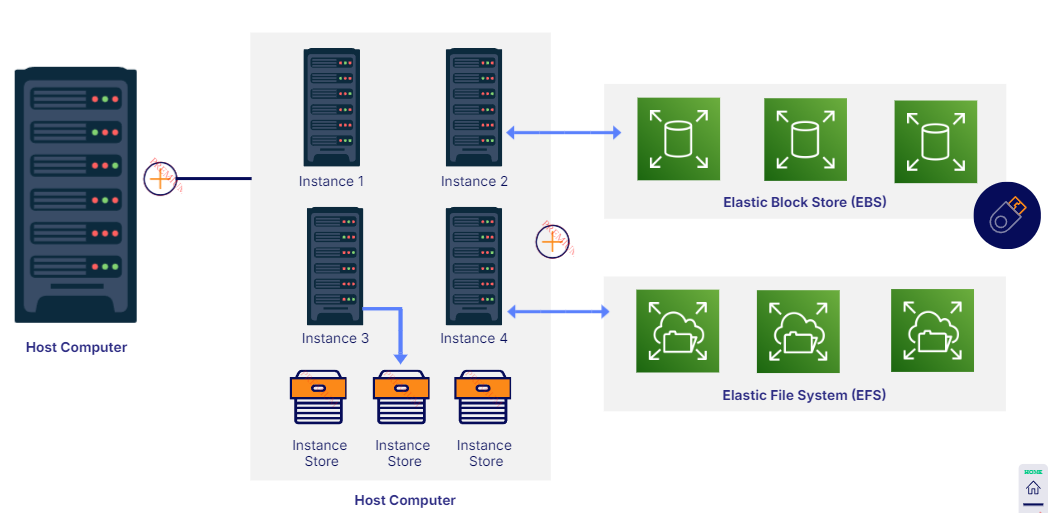 Instance 1
Instance 2
Elastic Block Store (EBS)
Instance 3
Instance 4
Host Computer
Elastic File System (EFS)
Instance
Store
Instance
Store
Instance
Store
Host Computer
HOME